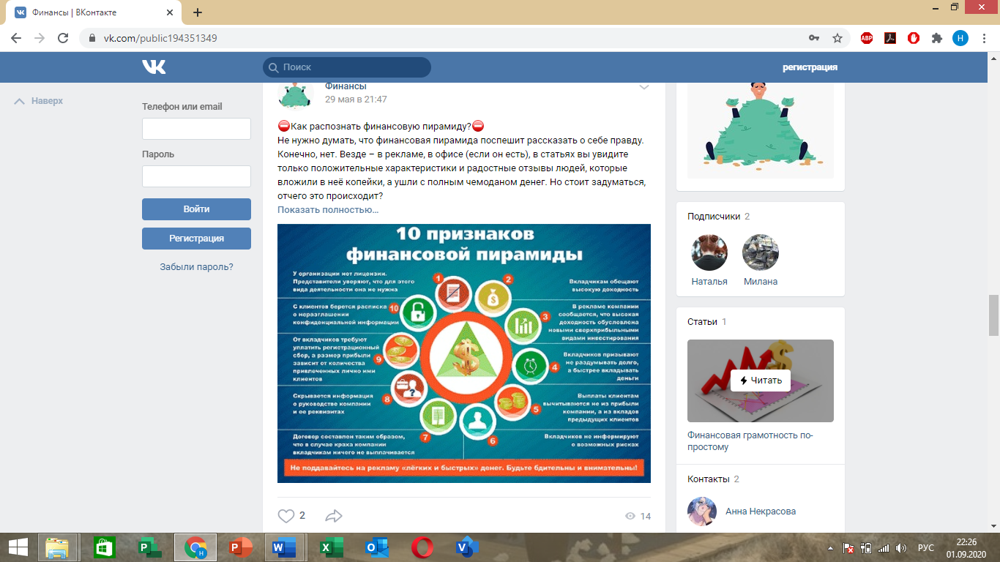 Финансы | ВКонтакте
vk.com/public194351349
ABP
H
Поиск
регистрация
Наверх
Телефон или email
Пароль
Войти
Регистрация
Забыли пароль?
Финансы
29 мая в 21:47
Как распознать финансовую пирамиду?
Не нужно думать, что финансовая пирамида поспешит рассказать о себе правду.
Конечно, нет. Везде – в рекламе, в офисе (если он есть), в статьях вы увидите
только положительные характеристики и радостные отзывы людей, которые
вложили в неё копейки, а ушли с полным чемоданом денег. Но стоит задуматься,
отчего это происходит?
Показать полностью...
10 признаков
финансовой пирамиды
1
У организации нет лицензии.
Представители уверяют, что для этого
вида деятельности она не нужна
2
Вкладчикам обещают
высокую доходность
3
В рекламе компании
сообщается, что высокая
доходность обусловлена
новыми сверхприбыльными
видами инвестирования
4
Вкладчиков призывают
не раздумывать долго,
а быстрее вкладывать
деньги
5
Выплаты клиентам
вычитываются не из прибыли
компании, а из вкладов
предыдущих клиентов
6
Вкладчиков не информируют
о возможных рисках
7
Договор составлен таким образом,
что в случае краха компании
вкладчикам ничего не выплачивается
8
Скрывается информация
о руководстве компании
и ее реквизитах
9
От вкладчиков требуют
уплатить регистрационный
сбор, а размер прибыли
зависит от количества
привлеченных лично ими
клиентов
10
С клиентов берется расписка
о неразглашении
конфиденциальной информации
Не поддавайтесь на рекламу «лёгких и быстрых» денег. Будьте бдительны и внимательны!
2
14
Подписчики 2
Наталья
Милана
Статьи 1
Читать
Финансовая грамотность по-
простому
Контакты 2
Анна Некрасова
РУС
22:26
01.09.2020